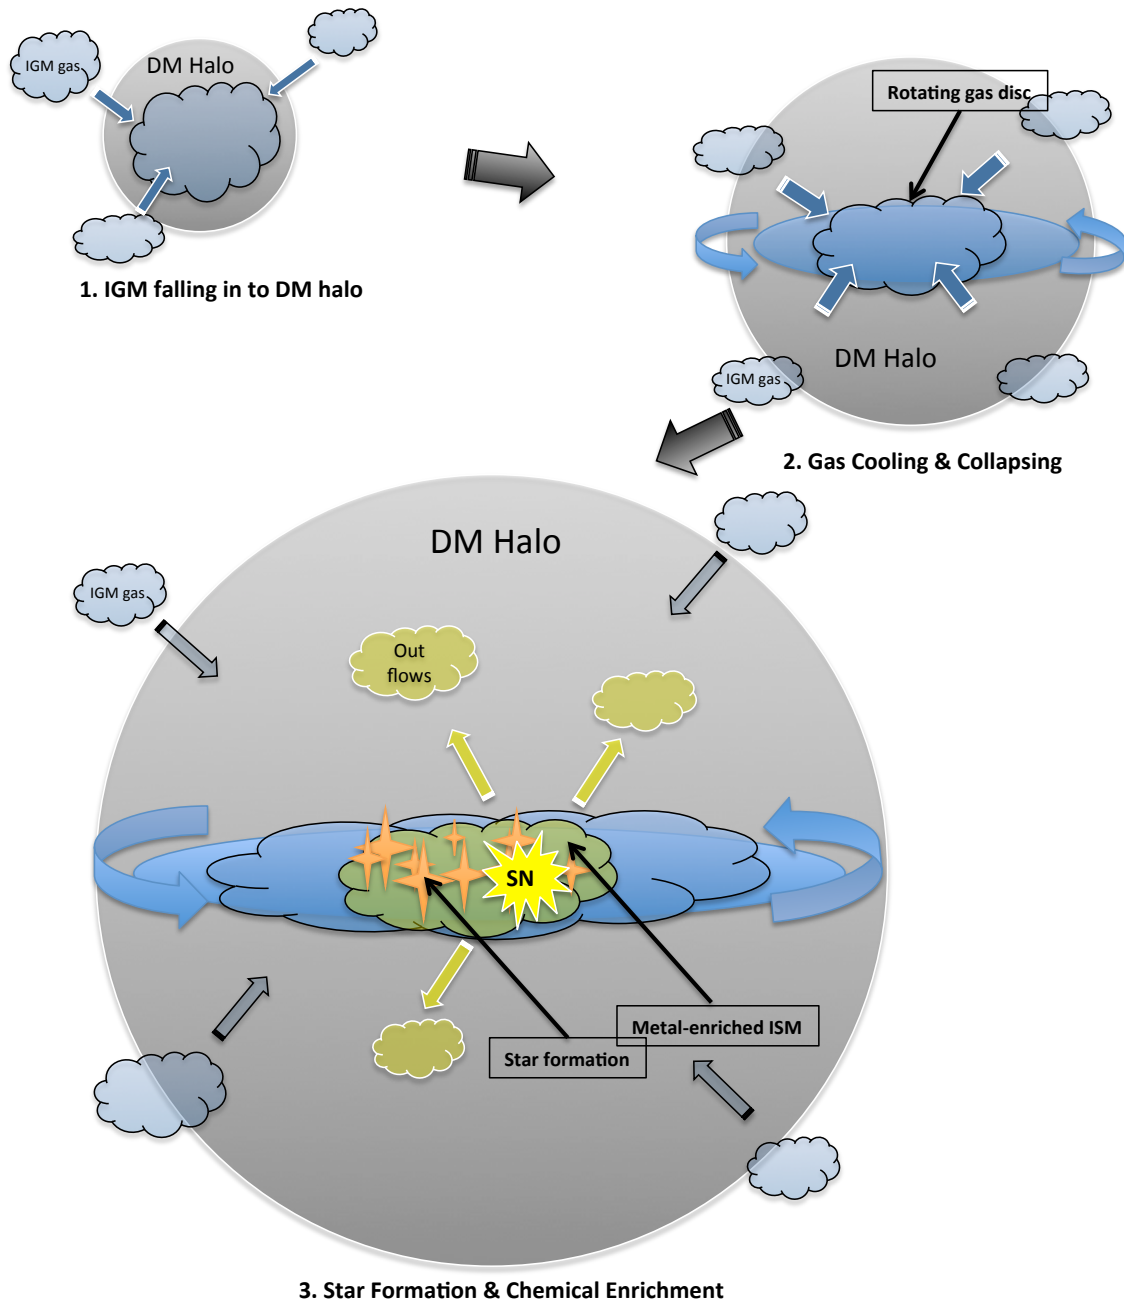 IGM gas
DM Halo
1. IGM falling in to DM halo
Rotating gas disc
DM Halo
IGM gas
2. Gas Cooling & Collapsing
DM Halo
IGM gas
Out
flows
SN
Metal-enriched ISM
Star formation
3. Star Formation & Chemical Enrichment